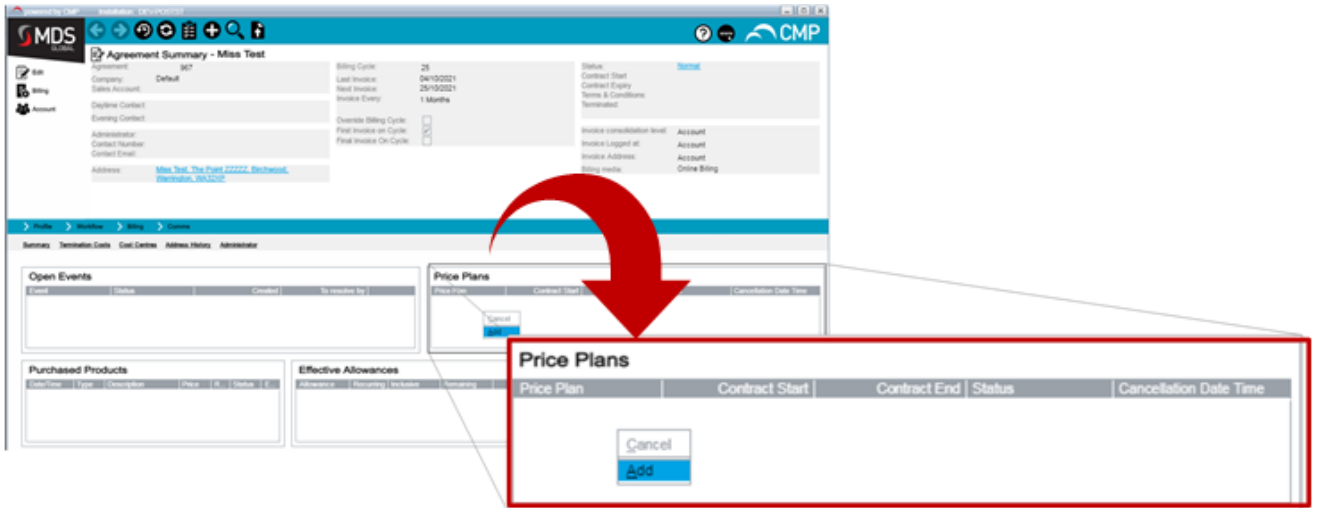 powered by CMP Installation: DEV-POSTST
MDS
GLOBAL
CMP
Agreement Summary - Miss Test
Edit
Billing
Account
Agreement: 967
Company: Default
Sales Account:
Daytime Contact:
Evening Contact:
Administrator:
Contact Number:
Contact Email:
Address: Miss Test, The Point ZZZZZ, Birchwood,
Warrington, WA32XP
Billing Cycle: 25
Last Invoice: 04/10/2021
Next Invoice: 25/10/2021
Invoice Every: 1 Months
Override Billing Cycle:
First Invoice on Cycle:
Final Invoice On Cycle:
Status: Normal
Contract Start
Contract Expiry
Terms & Conditions:
Terminated:
Invoice consolidation level: Account
Invoice Logged at: Account
Invoice Address: Account
Billing media: Online Billing
Profile Workflow Billing Comms
Summary Termination Costs Cost Centres Address History Administrator
Open Events
Event Status Created To resolve by
Price Plans
Price Plan Contract Start Cancellation Date Time
Cancel
Add
Purchased Products
Date/Time Type Description Price R... Status E...
Effective Allowances
Allowance Recurring Inclusive Remaining
Price Plans
Price Plan Contract Start Contract End Status Cancellation Date Time
Cancel
Add